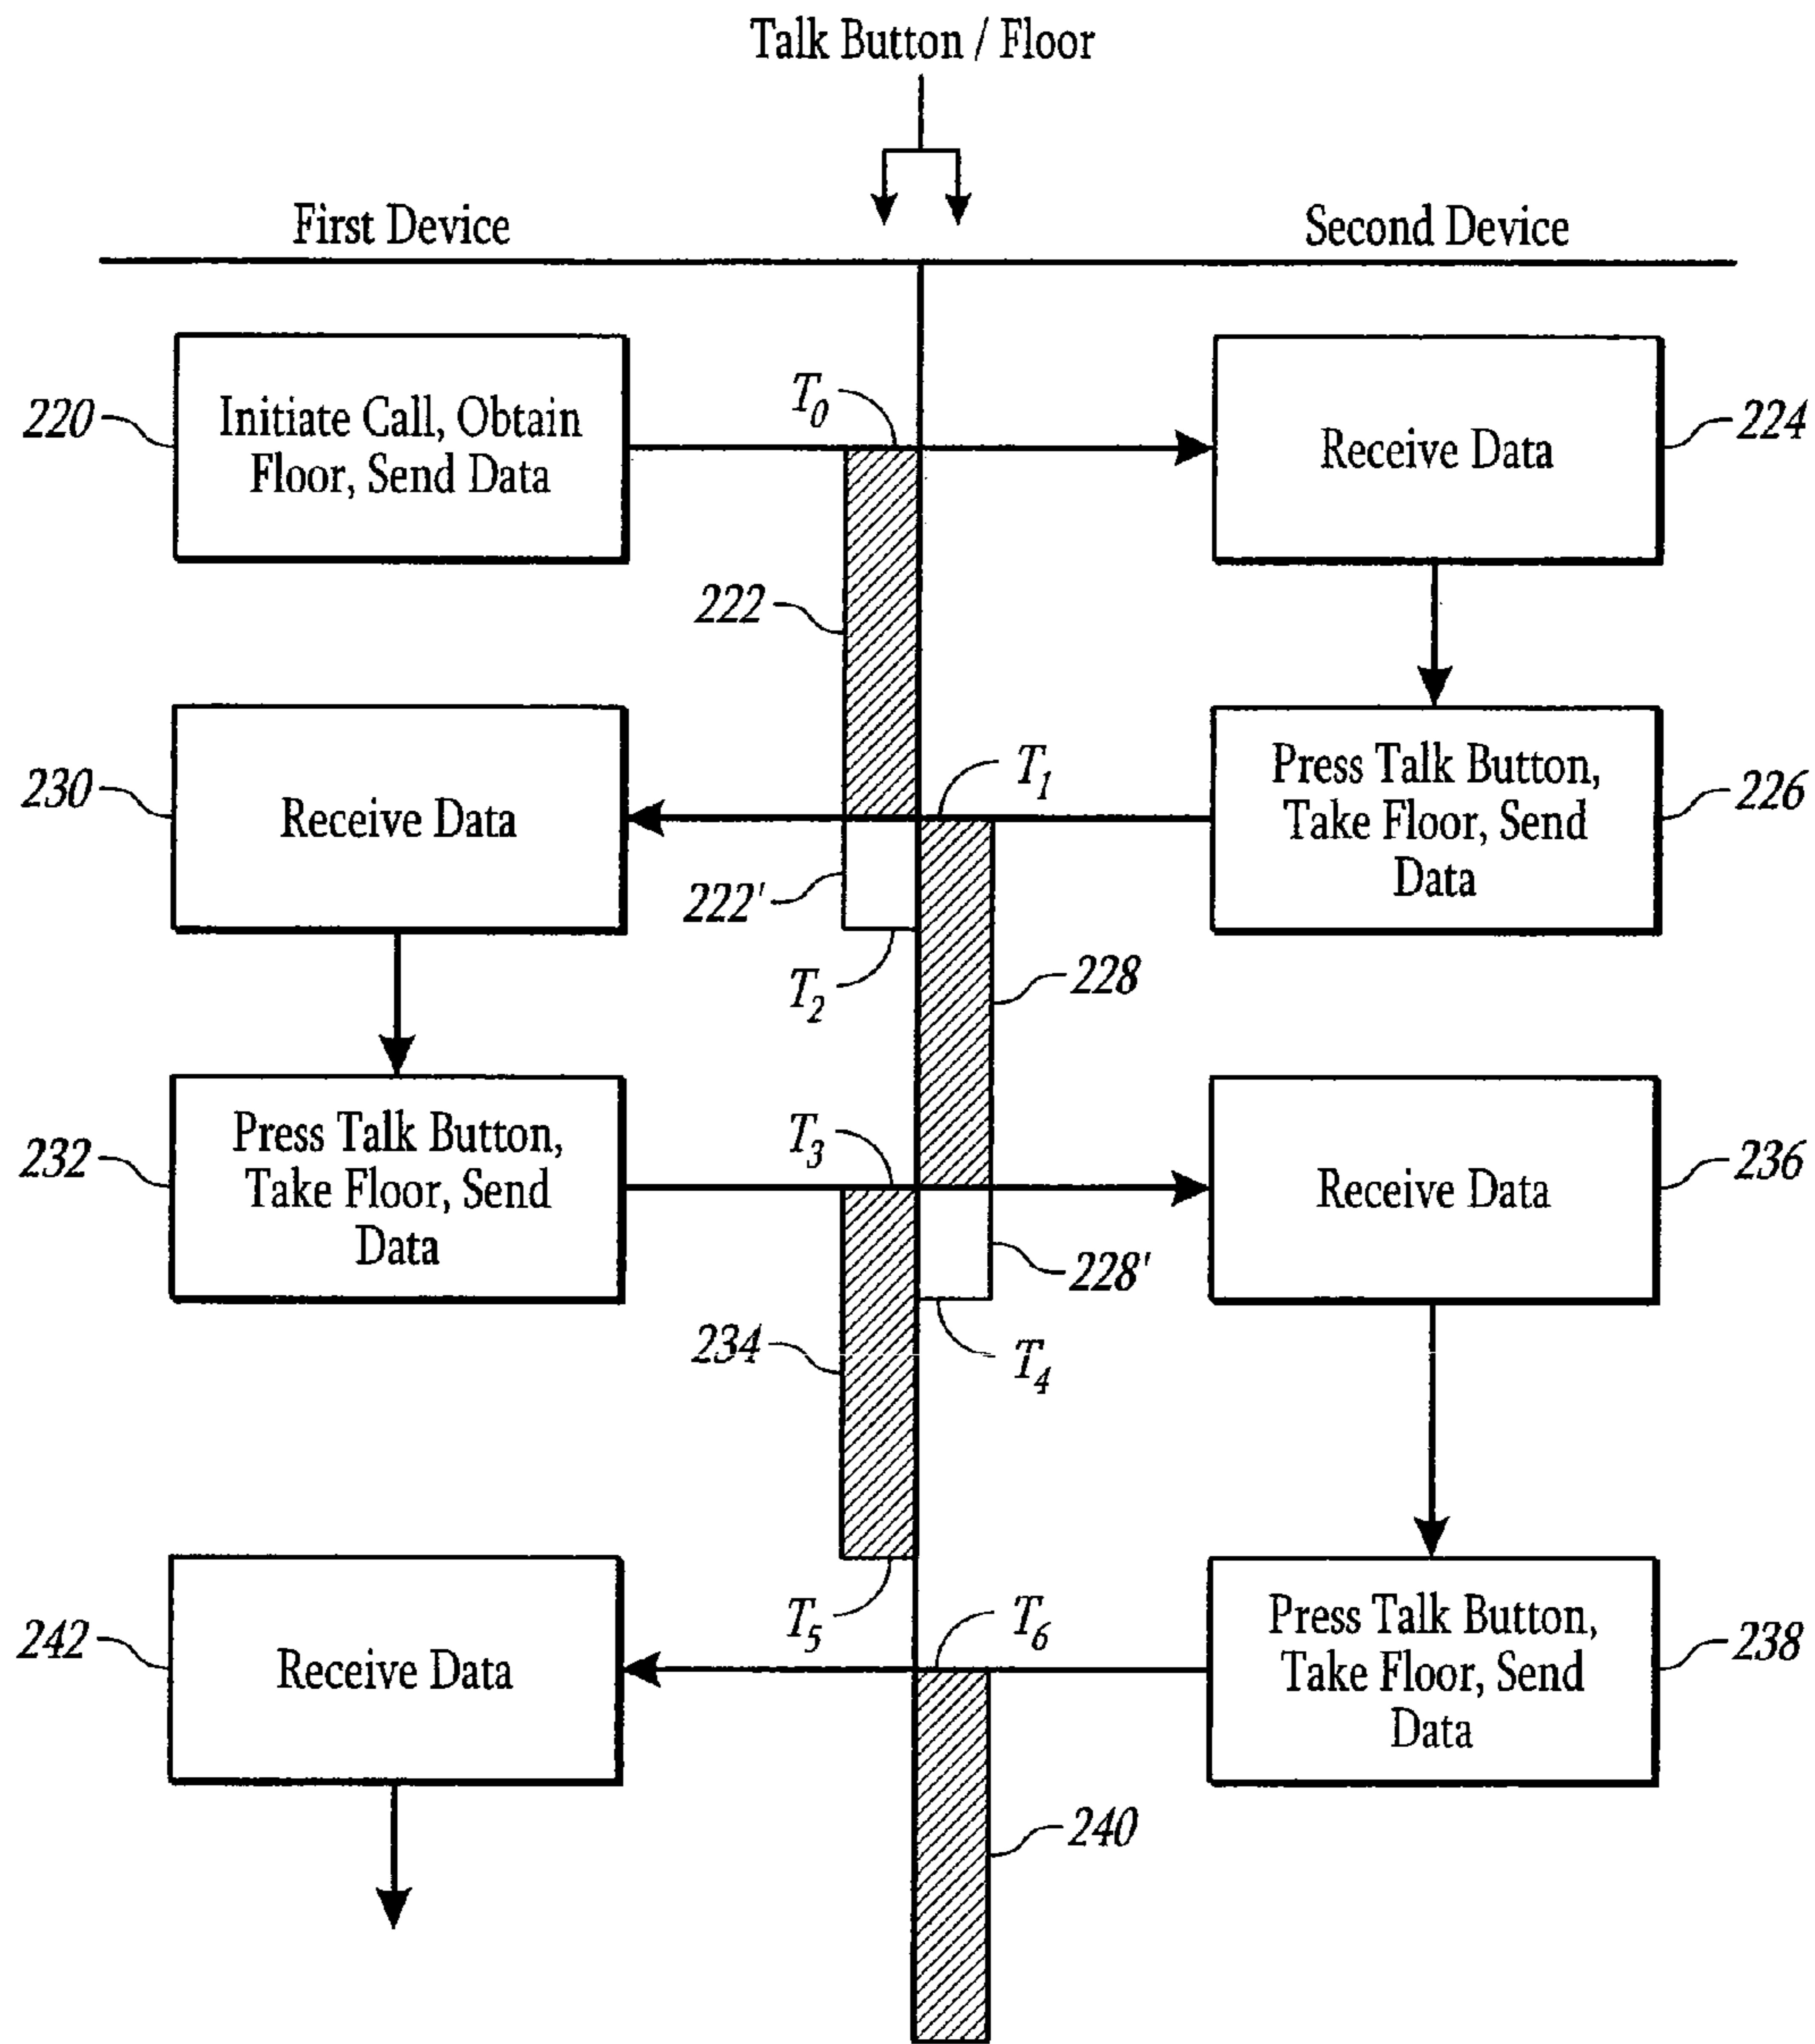 Talk Button / Floor
First Device
Second Device
220
Initiate Call, Obtain
Floor, Send Data
T0
Receive Data
224
222
230
Receive Data
T1
Press Talk Button,
Take Floor, Send
Data
226
222'
T2
228
232
Press Talk Button,
Take Floor, Send
Data
T3
Receive Data
236
228'
234
T4
242
Receive Data
T5
T6
Press Talk Button,
Take Floor, Send
Data
238
240